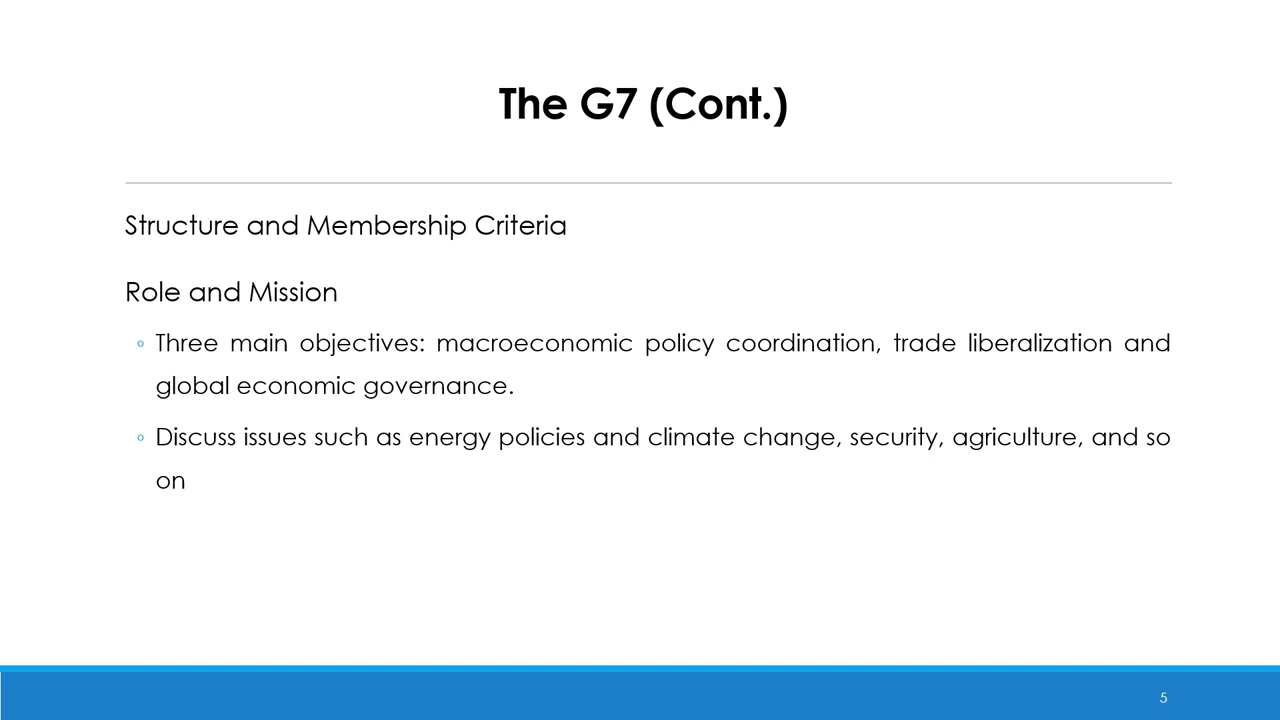 The G7 (Cont.)
Structure and Membership Criteria
Role and Mission
◦ Three main objectives: macroeconomic policy coordination, trade liberalization and
global economic governance.
◦ Discuss issues such as energy policies and climate change, security, agriculture, and so
on
5